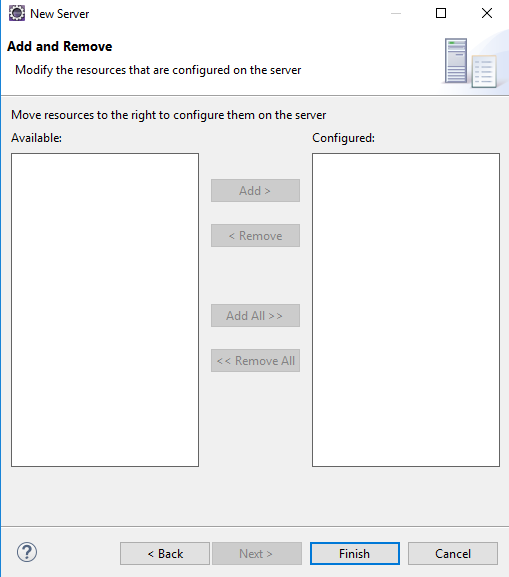 New Server
Add and Remove
Modify the resources that are configured on the server
Move resources to the right to configure them on the server
Available:
Configured:
Add >
< Remove
Add All >>
<< Remove All
?
< Back
Next >
Finish
Cancel